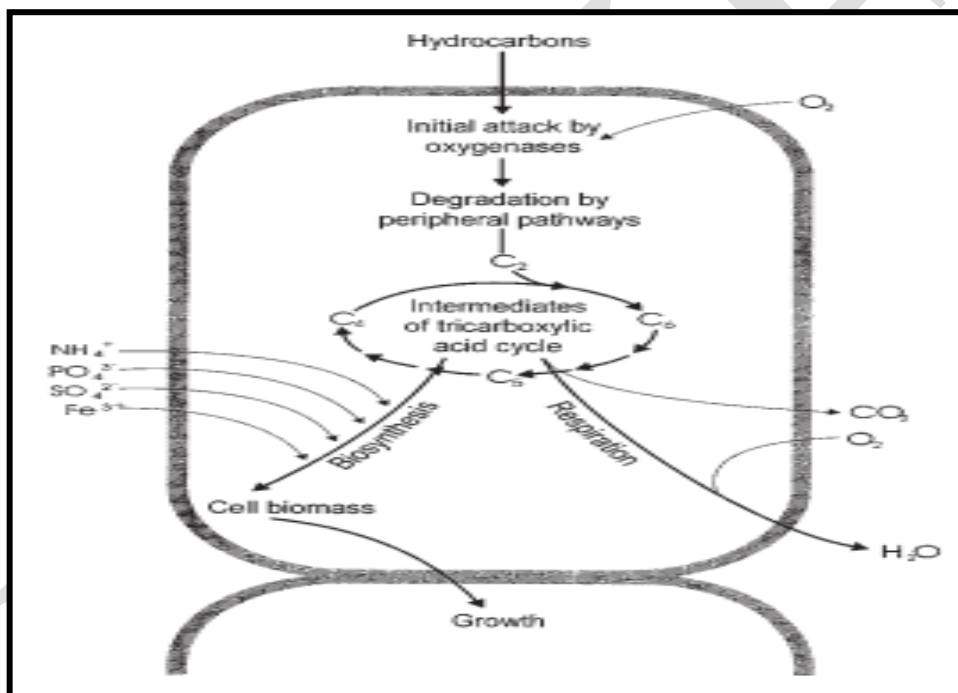 Hydrocarbons
O₂
Initial attack by
oxygenases
Degradation by
peripheral pathways
C₂
Intermediates
of tricarboxylic
acid cycle
C₄
C₆
C₅
NH₄⁺
PO₄³⁻
SO₄²⁻
Fe³⁺
Biosynthesis
Respiration
CO₂
O₂
Cell biomass
H₂O
Growth